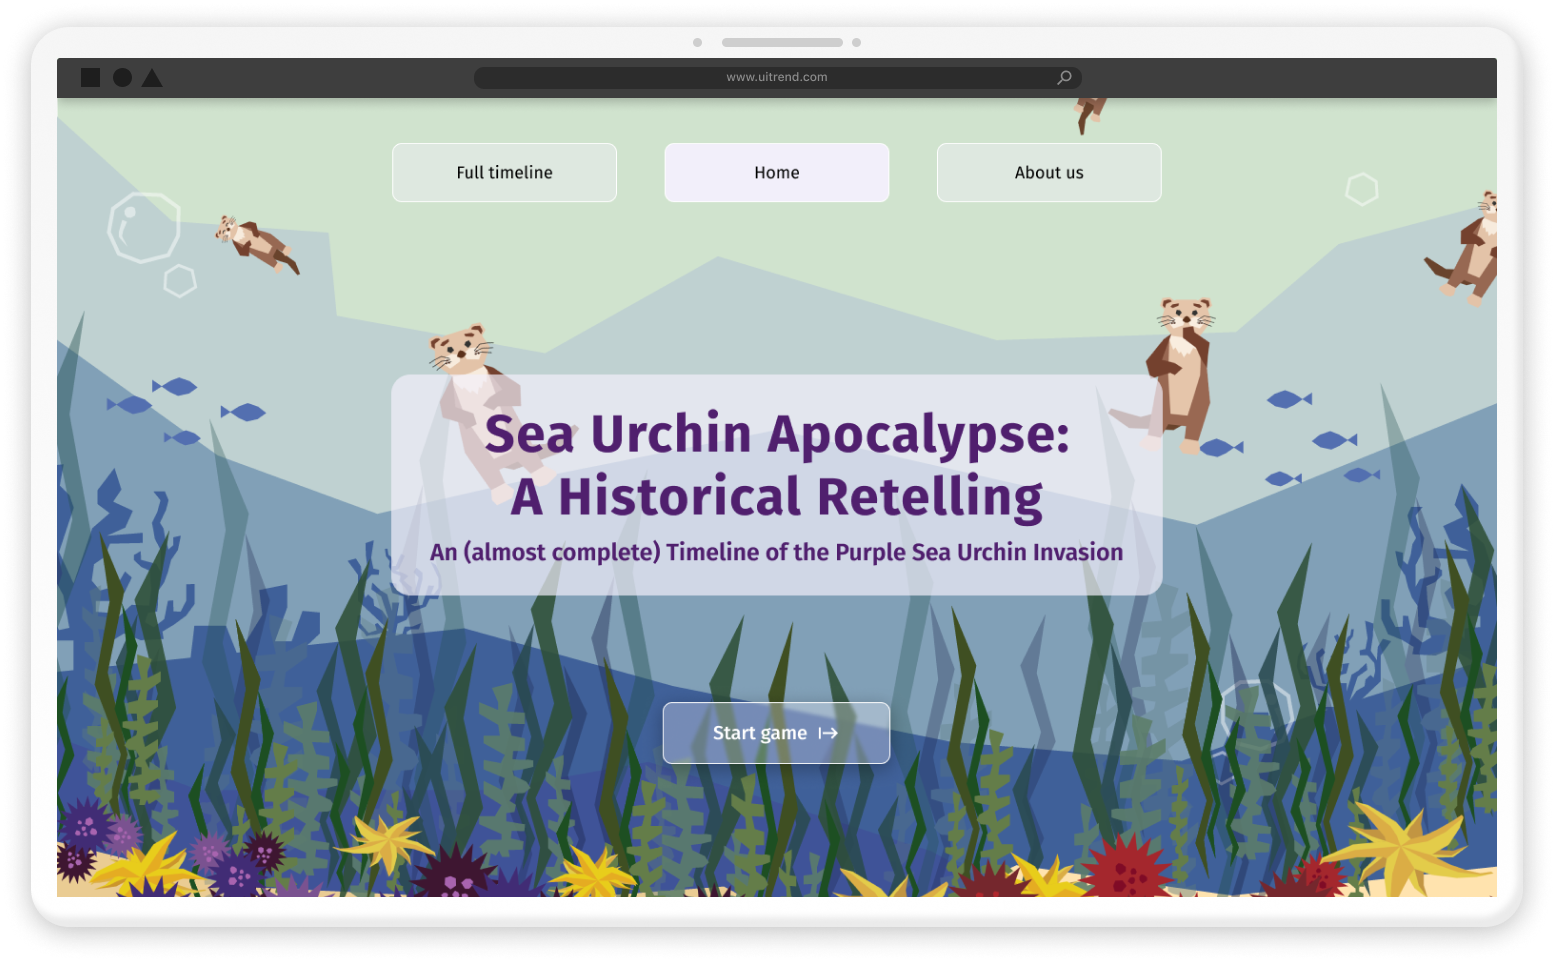 www.uitrend.com
Full timeline
Home
About us
Sea Urchin Apocalypse:
A Historical Retelling
An (almost complete) Timeline of the Purple Sea Urchin Invasion
Start game